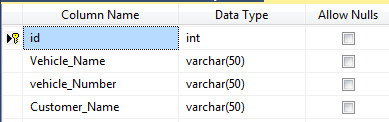 Column Name Data Type Allow Nulls
id int
Vehicle_Name varchar(50)
vehicle_Number varchar(50)
Customer_Name varchar(50)